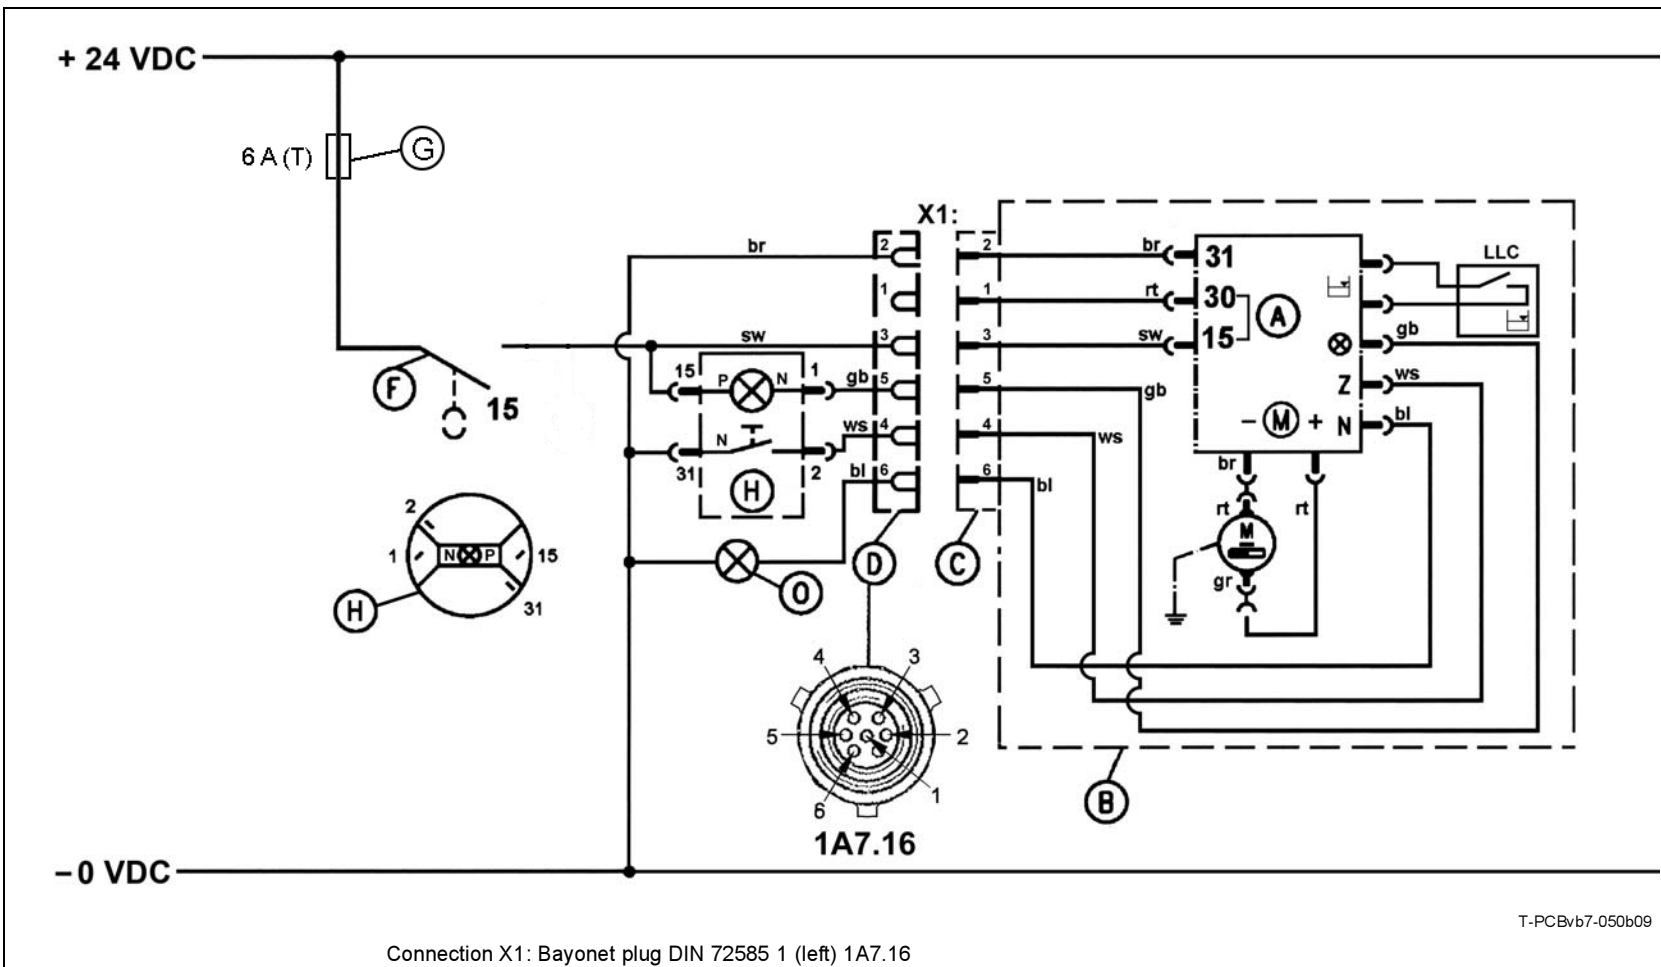 + 24 VDC
6 A (T)
G
X1:
br
2
2
br
31
LLC
1
1
rt
30
A
sw
3
3
sw
15
gb
15
P
N
1
gb
5
5
gb
Z
ws
F
15
N
ws
4
4
ws
– M +
N
bl
31
2
bl
6
6
bl
H
br
rt
rt
M
2
1
N
P
15
D
C
gr
H
31
O
4
3
5
2
6
1
B
1A7.16
– 0 VDC
T-PCBvb7-050b09
Connection X1: Bayonet plug DIN 72585 1 (left) 1A7.16